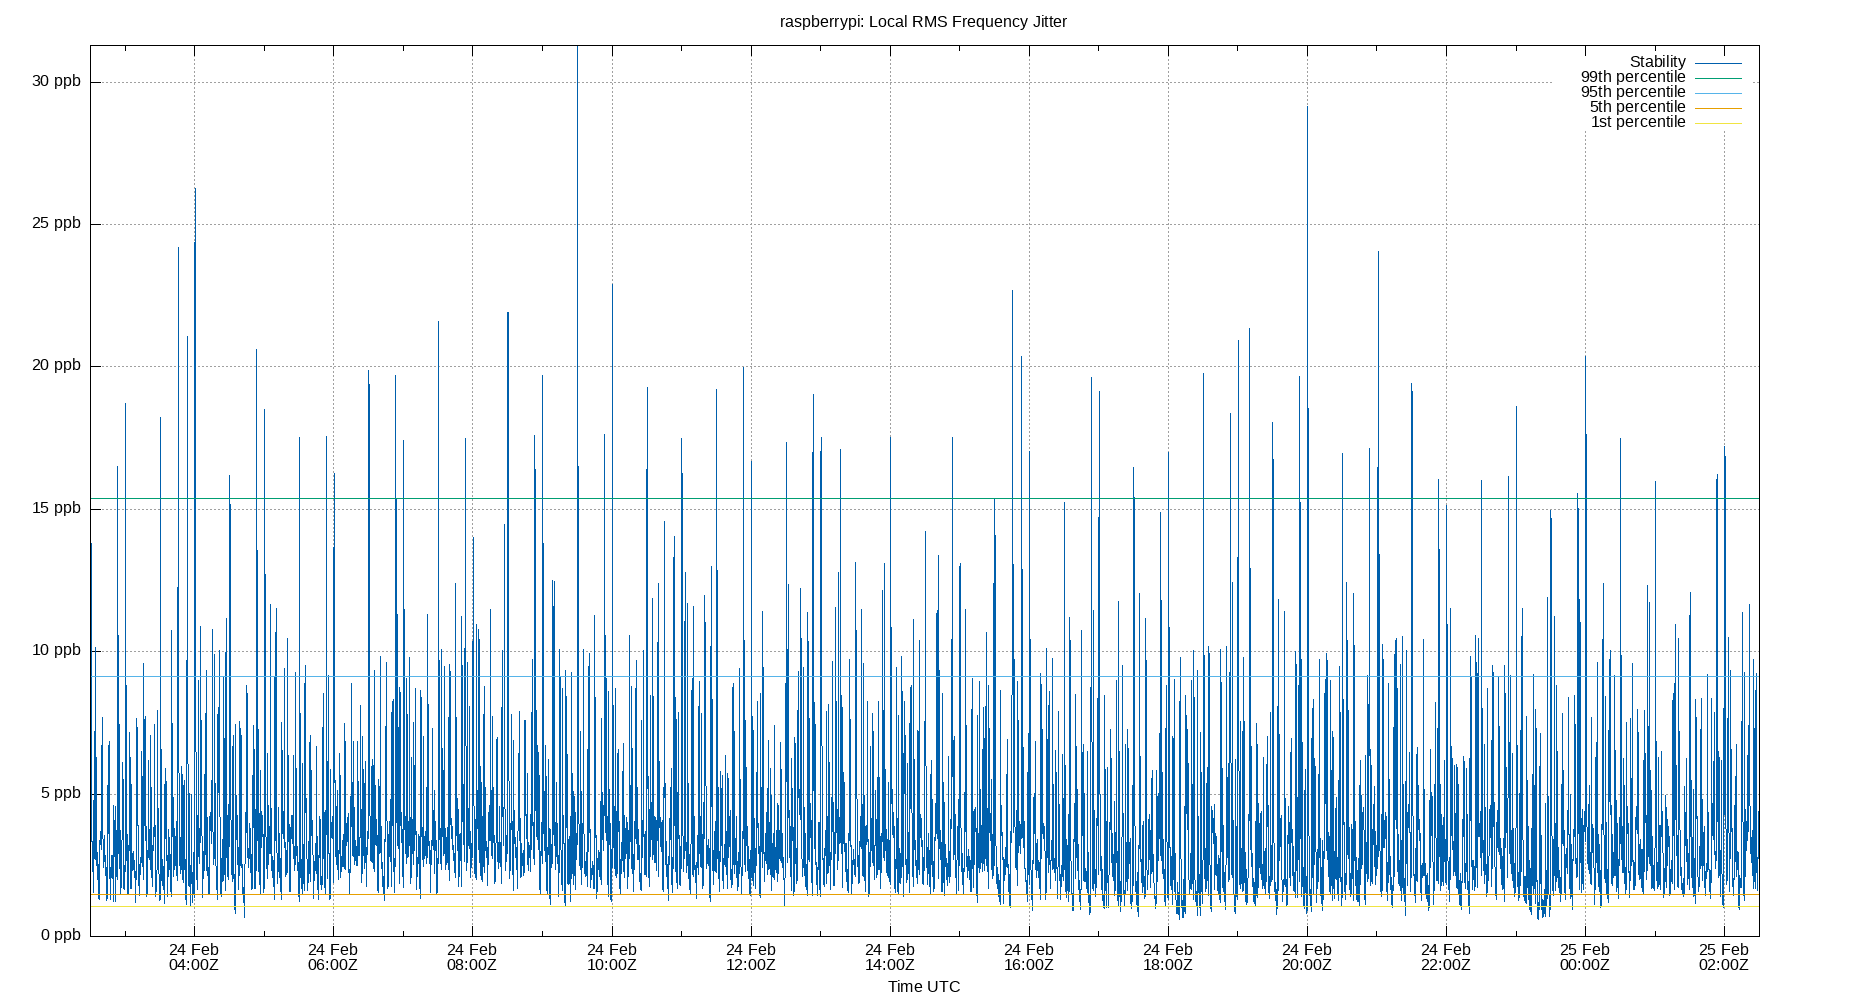 raspberrypi: Local RMS Frequency Jitter
30 ppb
25 ppb
20 ppb
15 ppb
10 ppb
5 ppb
0 ppb
Stability
99th percentile
95th percentile
5th percentile
1st percentile
24 Feb 24 Feb 24 Feb 24 Feb 24 Feb 24 Feb 24 Feb 24 Feb 24 Feb 24 Feb 25 Feb 25 Feb
04:00Z 06:00Z 08:00Z 10:00Z 12:00Z 14:00Z 16:00Z 18:00Z 20:00Z 22:00Z 00:00Z 02:00Z
Time UTC